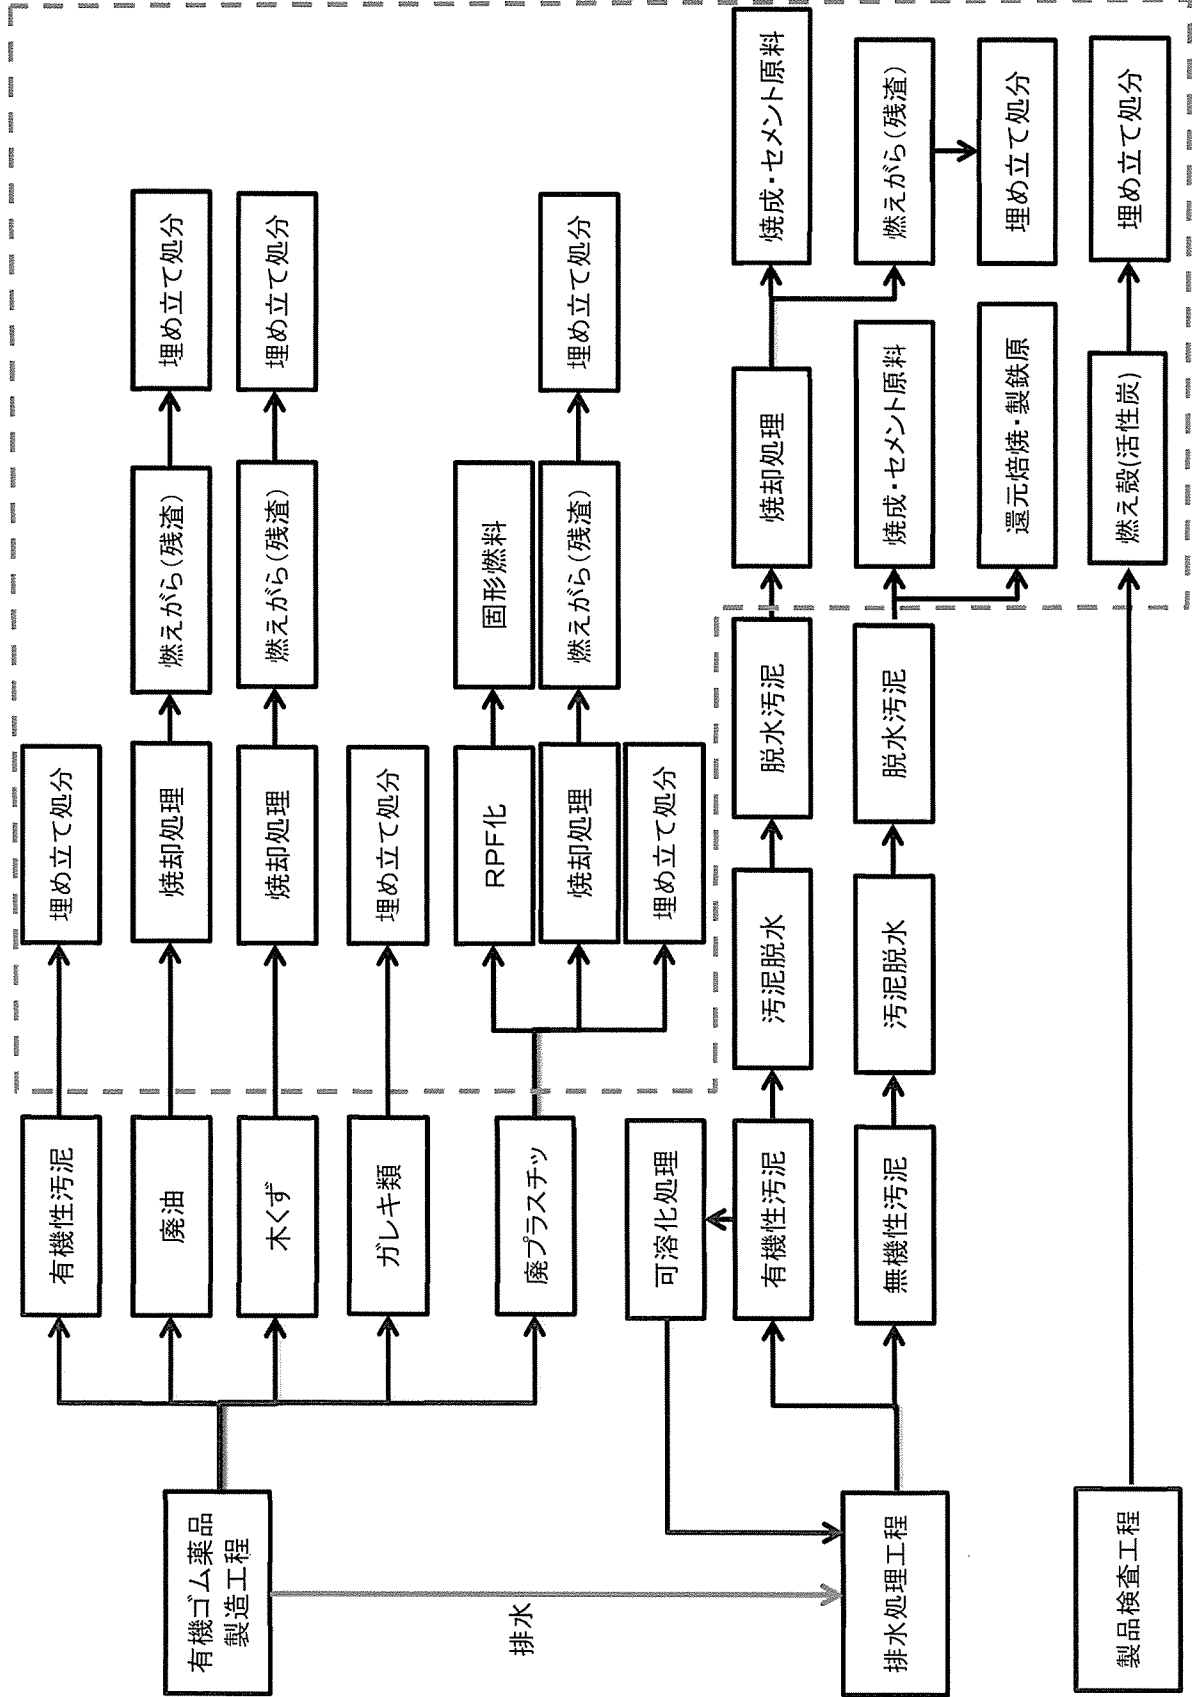 有機ゴム薬品
製造工程
有機性汚泥
埋め立て処分
廃油
焼却処理
燃えがら(残渣)
埋め立て処分
木くず
焼却処理
燃えがら(残渣)
埋め立て処分
ガレキ類
埋め立て処分
廃プラスチッ
RPF化
固形燃料
焼却処理
燃えがら(残渣)
埋め立て処分
埋め立て処分
排水
可溶化処理
排水処理工程
有機性汚泥
汚泥脱水
脱水汚泥
焼却処理
焼成・セメント原料
燃えがら(残渣)
埋め立て処分
無機性汚泥
汚泥脱水
脱水汚泥
焼成・セメント原料
還元焙焼・製鉄原
製品検査工程
燃え殻(活性炭)
埋め立て処分